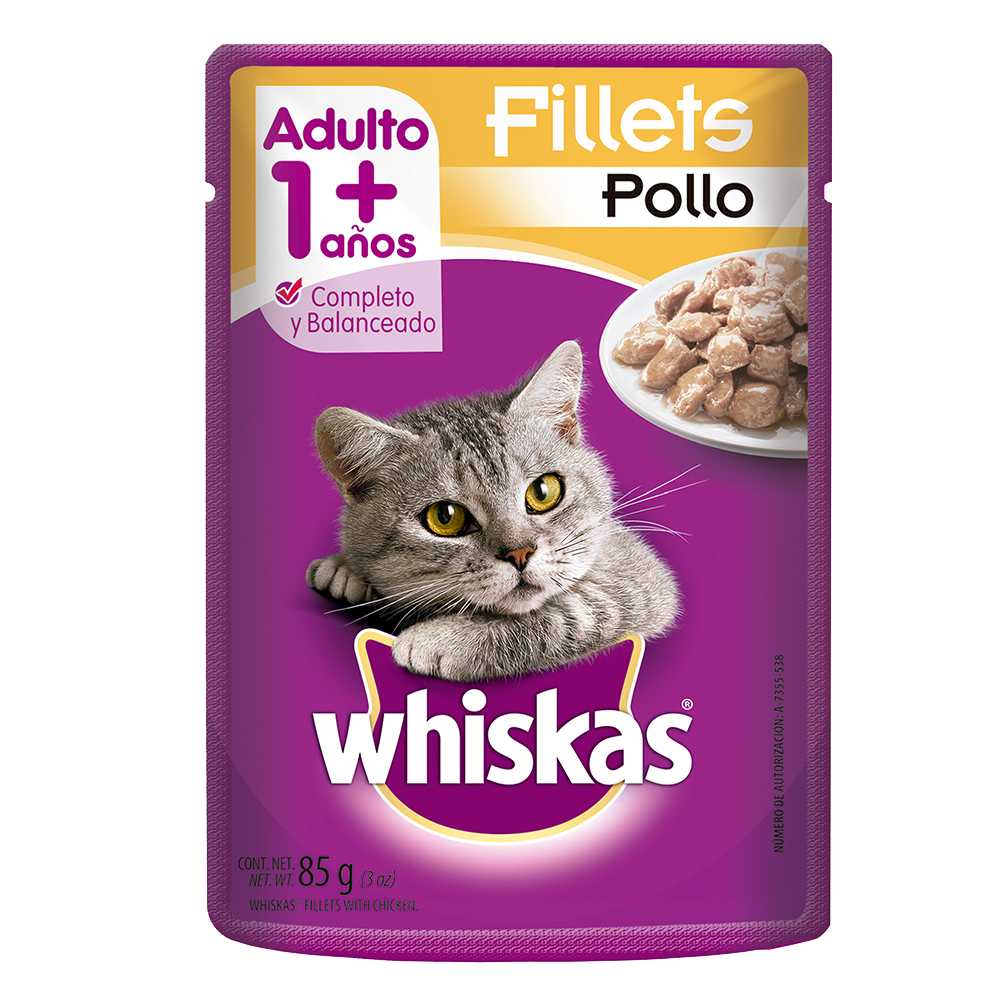 Adulto
1+
años
Completo
y Balanceado
Fillets
Pollo
whiskas®
NÚMERO DE AUTORIZACIÓN: A-7355-538
CONT. NET.
NET. WT. 85 g (3 oz)
WHISKAS® FILLETS WITH CHICKEN.